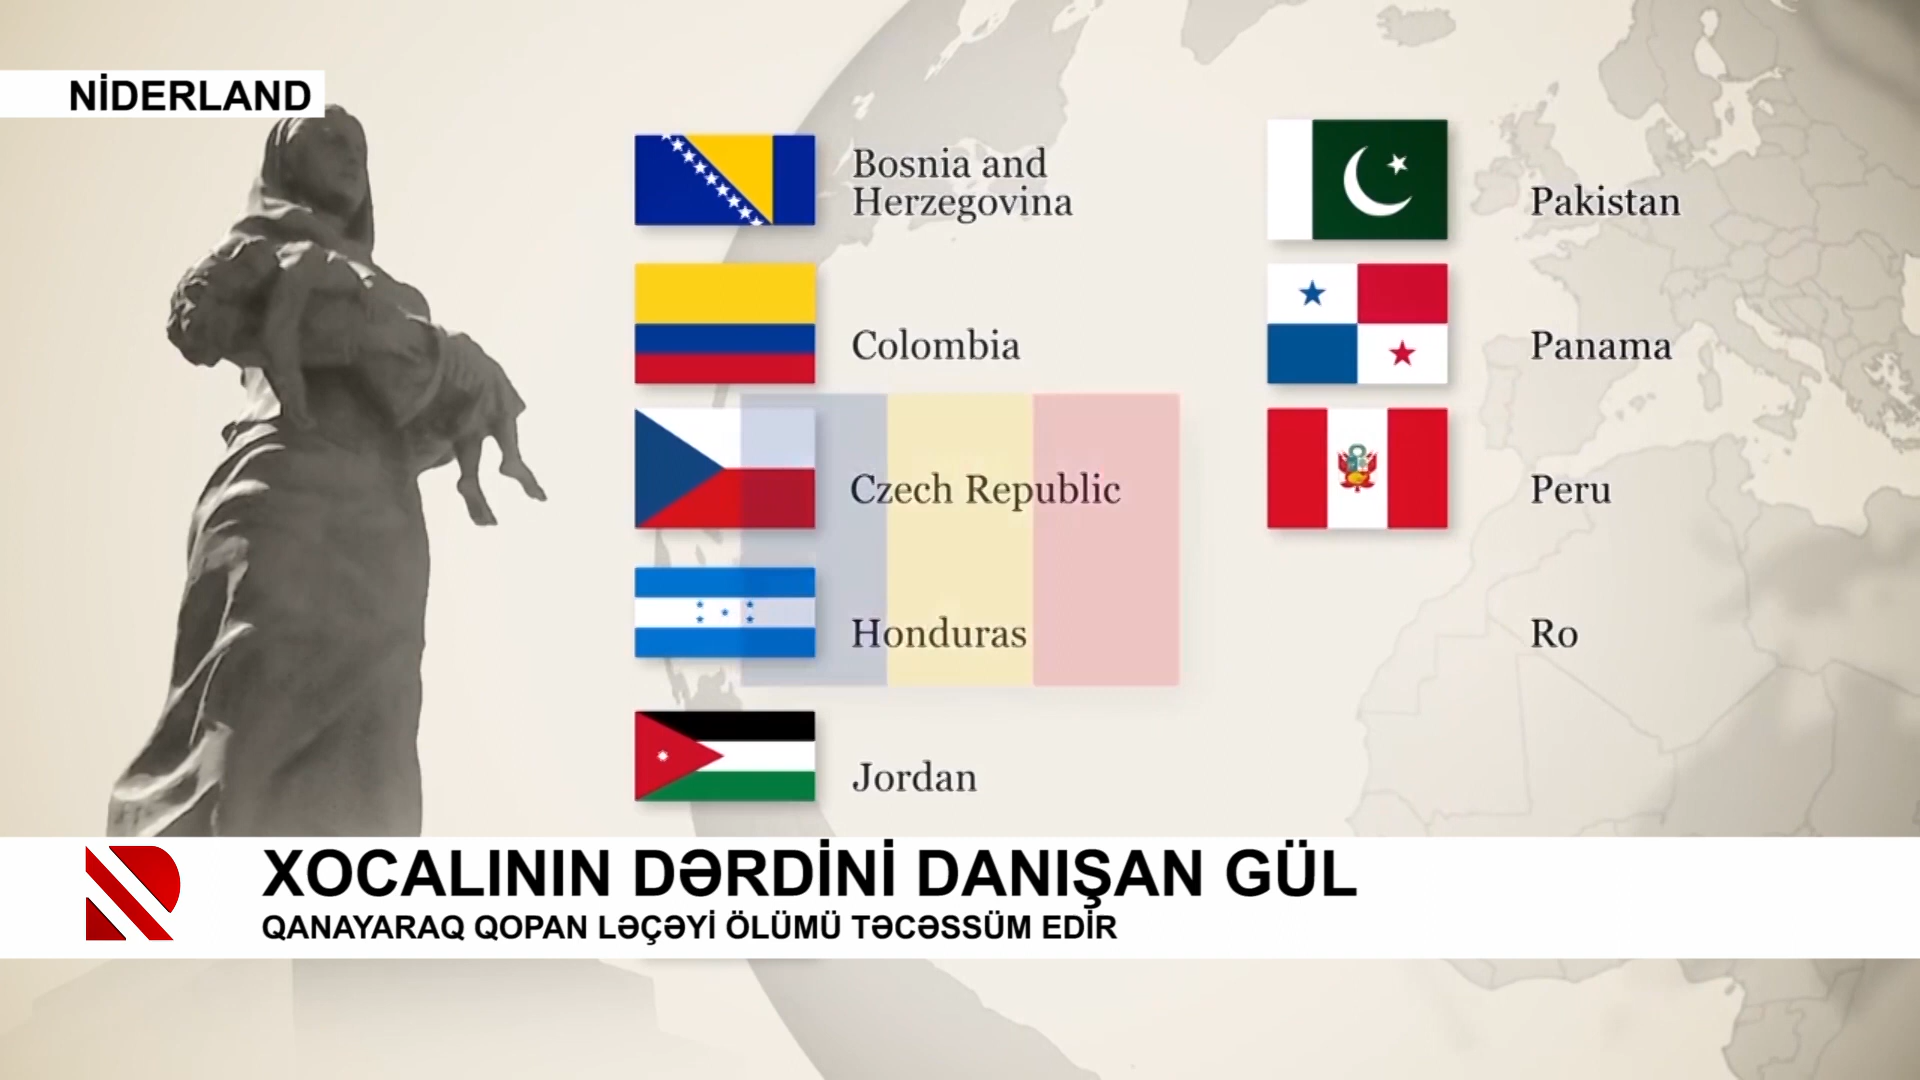 NİDERLAND
Bosnia and
Herzegovina
Colombia
Czech Republic
Honduras
Jordan
Pakistan
Panama
Peru
Ro
XOCALININ DƏRDİNİ DANIŞAN GÜL
QANAYARAQ QOPAN LƏÇƏYİ ÖLÜMÜ TƏCƏSSÜM EDİR